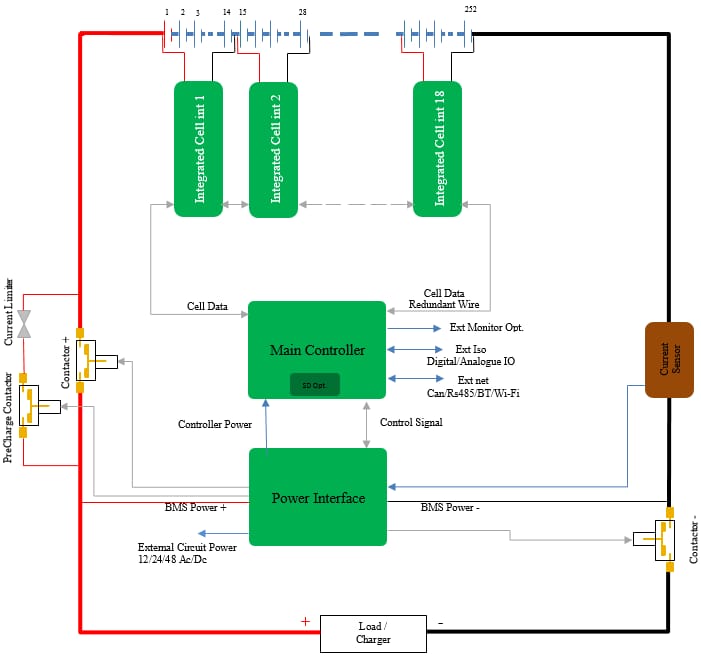 1 2 3 14 15 28 252
Integrated Cell int 1
Integrated Cell int 2
Integrated Cell int 18
Cell Data
Cell Data
Redundant Wire
Current Limiter
Contactor +
PreCharge Contactor
Main Controller
SD Opt.
Ext Monitor Opt.
Ext Iso
Digital/Analogue IO
Ext net
Can/Rs485/BT/Wi-Fi
Current
Sensor
Controller Power
Control Signal
Power Interface
BMS Power +
BMS Power -
External Circuit Power
12/24/48 Ac/Dc
Contactor -
+
Load /
Charger
-